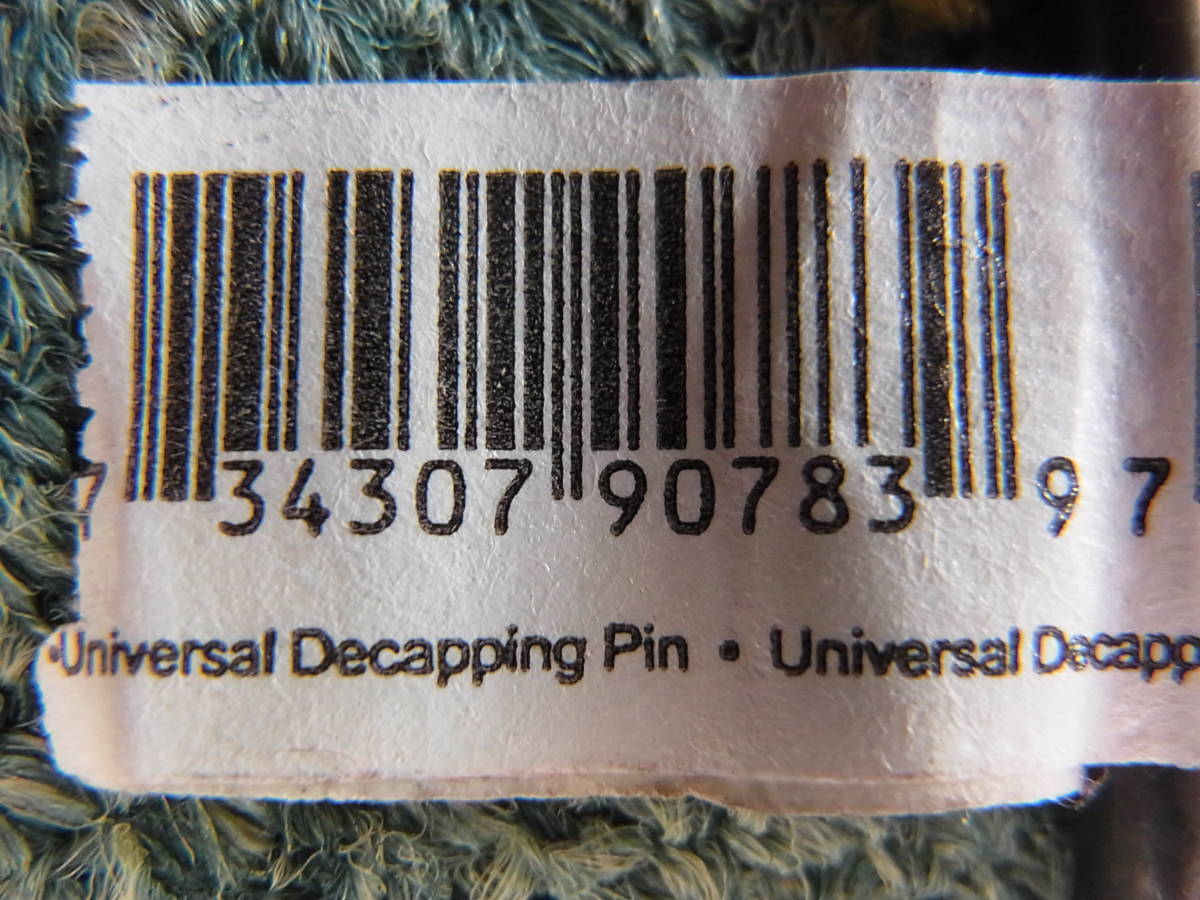 7 34307 90783 9 7
•Universal Decapping Pin • Universal Decapp